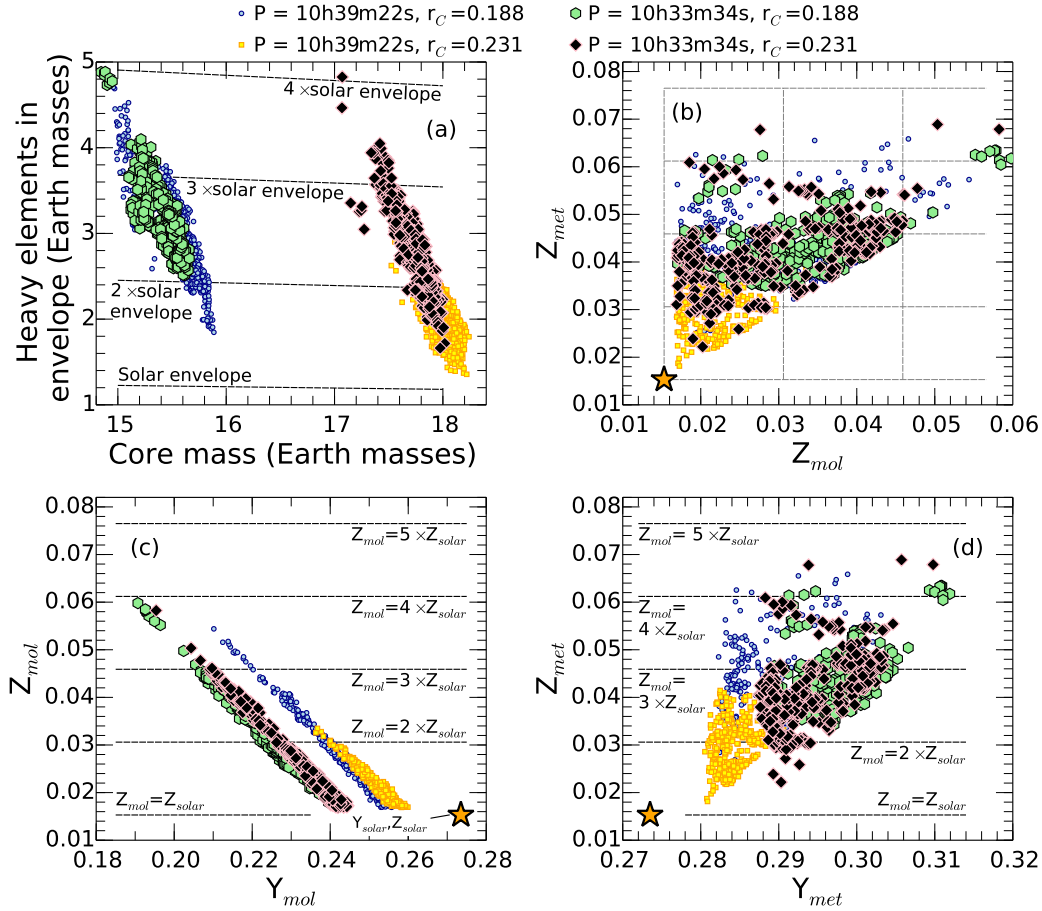 P = 10h39m22s, r_C=0.188
P = 10h33m34s, r_C=0.188
P = 10h39m22s, r_C=0.231
P = 10h33m34s, r_C=0.231
Heavy elements in
envelope (Earth masses)
5
4
3
2
1
4 ×solar envelope
(a)
3 ×solar envelope
2 ×solar
envelope
Solar envelope
15 16 17 18
Core mass (Earth masses)
Z_met
0.08
0.07
0.06
0.05
0.04
0.03
0.02
0.01
(b)
0.01 0.02 0.03 0.04 0.05 0.06
Z_mol
Z_mol
0.08
0.07
0.06
0.05
0.04
0.03
0.02
0.01
(c)
Z_mol=5 ×Z_solar
Z_mol=4 ×Z_solar
Z_mol=3 ×Z_solar
Z_mol=2 ×Z_solar
Z_mol=Z_solar
Y_solar,Z_solar
0.18 0.20 0.22 0.24 0.26 0.28
Y_mol
Z_met
0.08
0.07
0.06
0.05
0.04
0.03
0.02
0.01
Z_mol= 5 ×Z_solar
(d)
Z_mol=
4 ×Z_solar
Z_mol=
3 ×Z_solar
Z_mol=2 ×Z_solar
Z_mol=Z_solar
0.27 0.28 0.29 0.30 0.31 0.32
Y_met